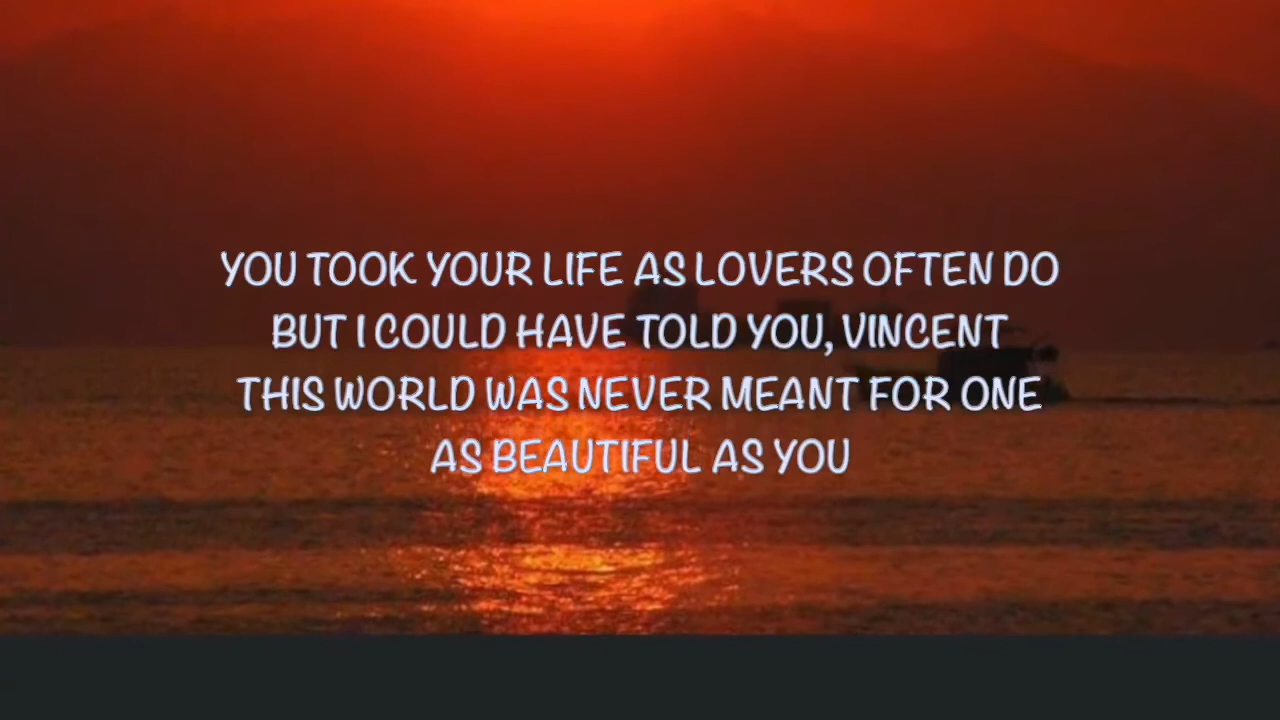 YOU TOOK YOUR LIFE AS LOVERS OFTEN DO
BUT I COULD HAVE TOLD YOU, VINCENT
THIS WORLD WAS NEVER MEANT FOR ONE
AS BEAUTIFUL AS YOU